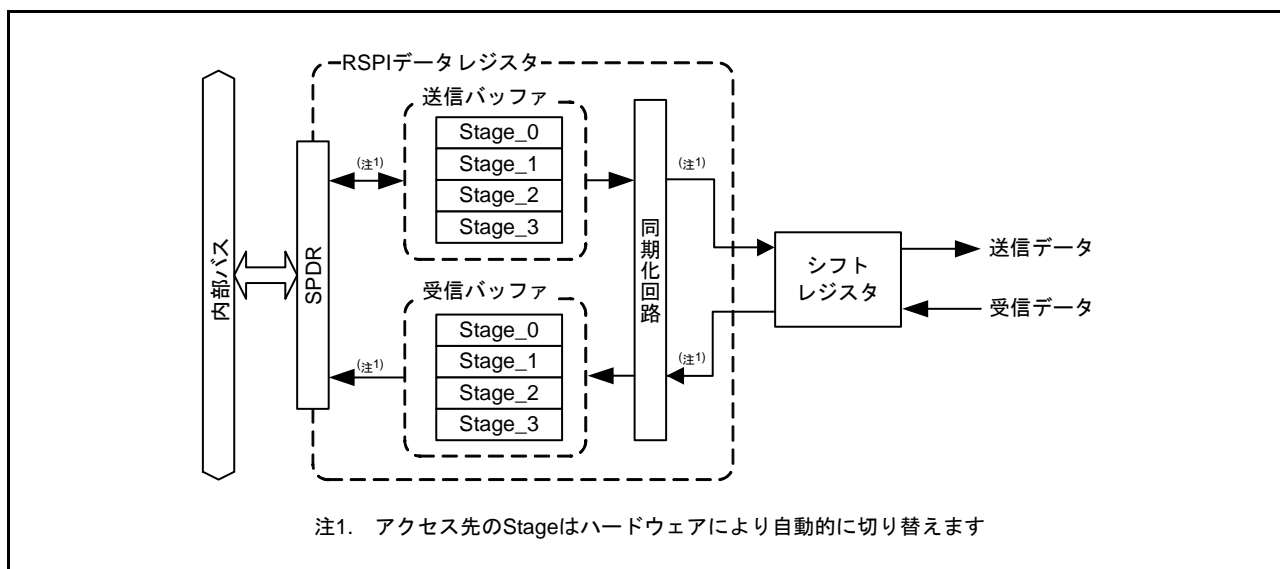 RSPIデータレジスタ
送信バッファ
Stage_0
Stage_1
Stage_2
Stage_3
(注1)
(注1)
内部バス
SPDR
同期化回路
シフト
レジスタ
送信データ
受信データ
受信バッファ
Stage_0
Stage_1
Stage_2
Stage_3
(注1)
(注1)
注1. アクセス先のStageはハードウェアにより自動的に切り替えます